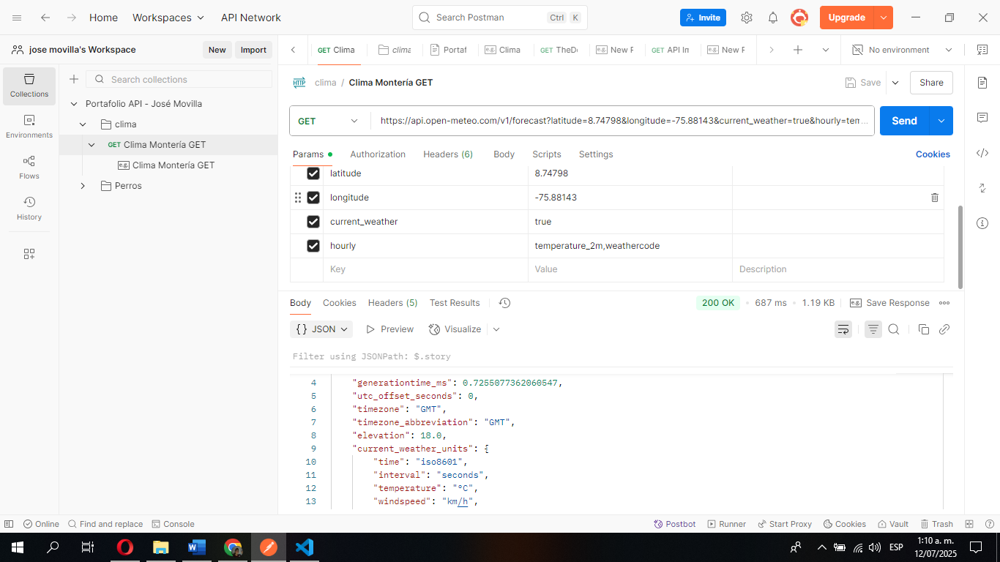 Home Workspaces API Network Search Postman Ctrl K Invite Upgrade
jose movilla's Workspace New Import GET Clima clima Portaf Clima GET TheDo New F GET API Im New F No environment
Collections
Environments
Flows
History
Search collections
Portafolio API - José Movilla
clima
GET Clima Montería GET
e.g. Clima Montería GET
Perros
HTTP clima / Clima Montería GET Save Share
GET https://api.open-meteo.com/v1/forecast?latitude=8.74798&longitude=-75.88143&current_weather=true&hourly=tem... Send
Params Authorization Headers (6) Body Scripts Settings Cookies
latitude 8.74798
longitude -75.88143
current_weather true
hourly temperature_2m,weathercode
Key Value Description
Body Cookies Headers (5) Test Results 200 OK • 687 ms • 1.19 KB e.g. Save Response
{} JSON Preview Visualize
Filter using JSONPath: $.story
4 "generationtime_ms": 0.7255077362060547,
5 "utc_offset_seconds": 0,
6 "timezone": "GMT",
7 "timezone_abbreviation": "GMT",
8 "elevation": 18.0,
9 "current_weather_units": {
10 "time": "iso8601",
11 "interval": "seconds",
12 "temperature": "°C",
13 "windspeed": "km/h",
Online Find and replace Console Postbot Runner Start Proxy Cookies Vault Trash
ESP 1:10 a. m.
12/07/2025